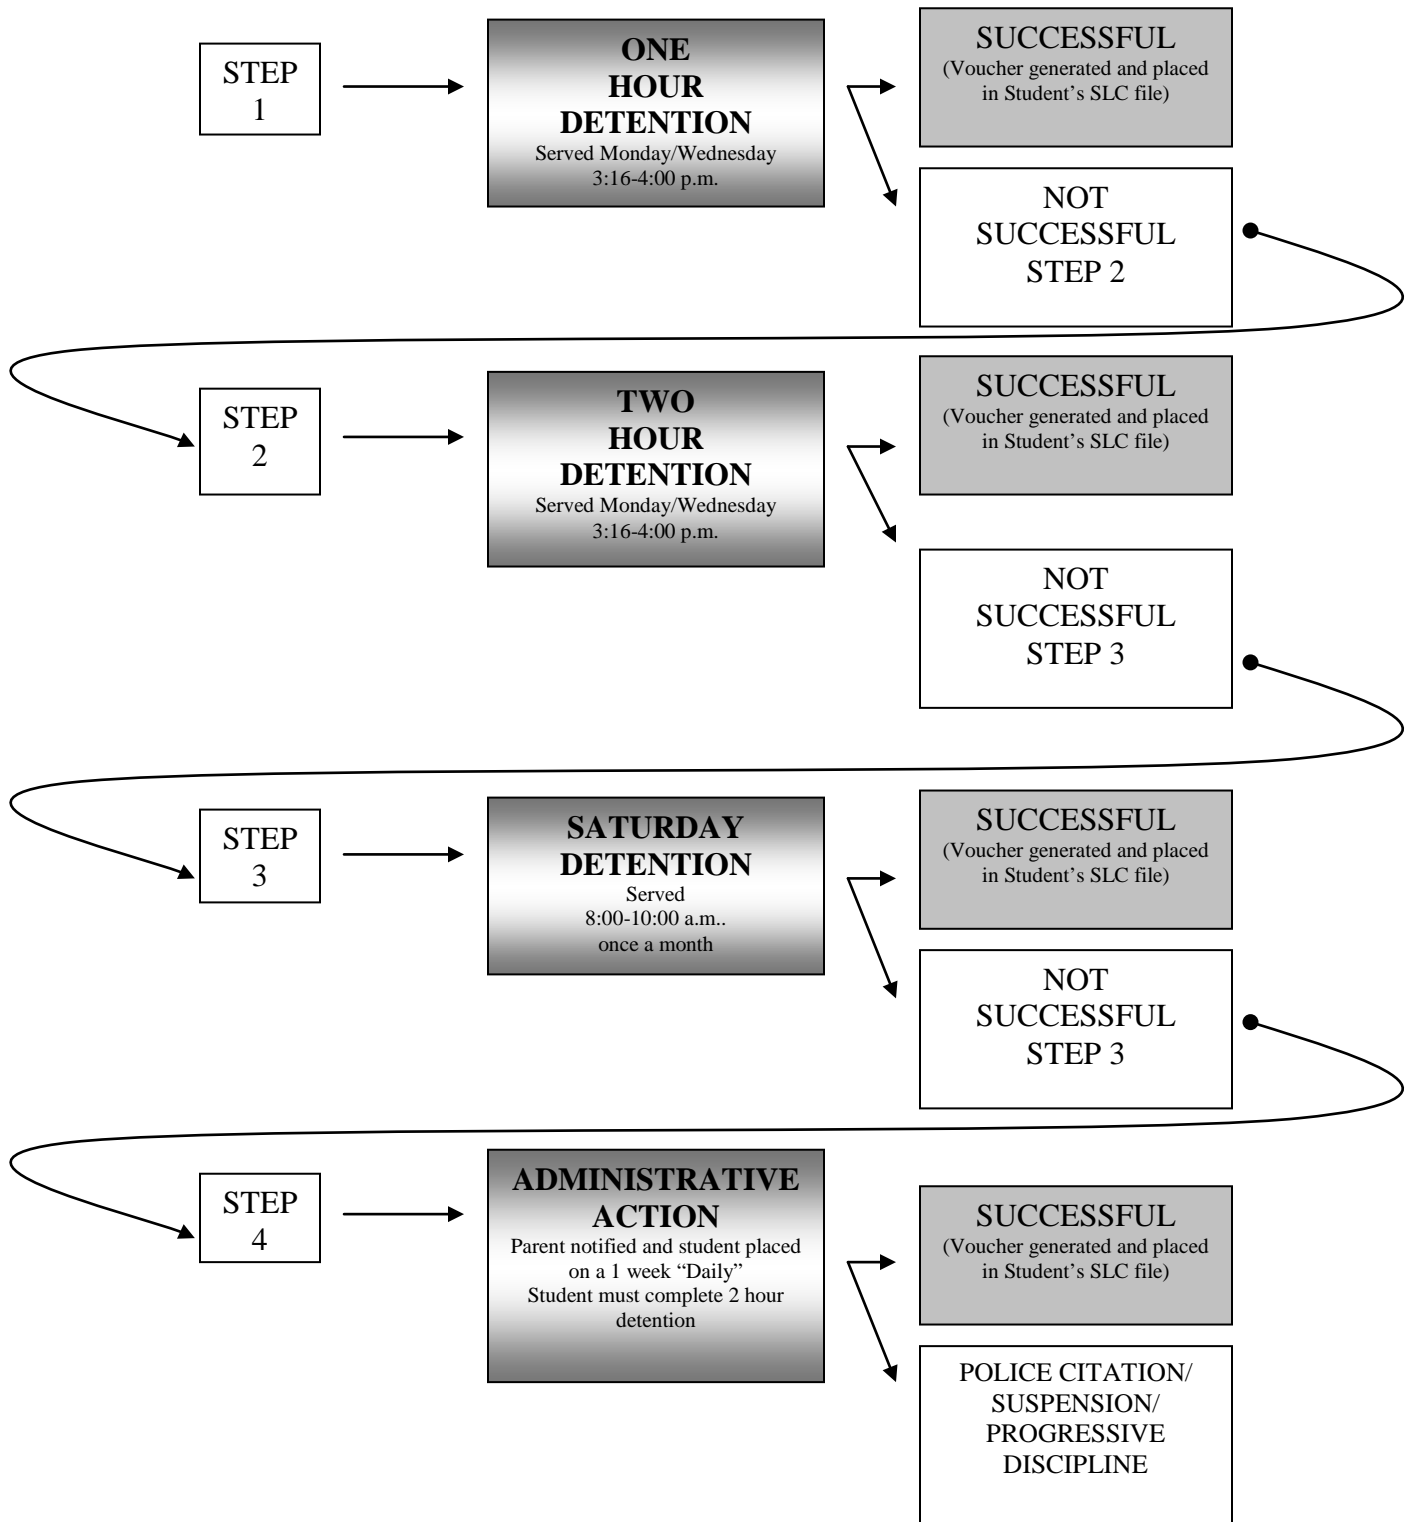 STEP
1
ONE
HOUR
DETENTION
Served Monday/Wednesday
3:16-4:00 p.m.
SUCCESSFUL
(Voucher generated and placed
in Student’s SLC file)
NOT
SUCCESSFUL
STEP 2
STEP
2
TWO
HOUR
DETENTION
Served Monday/Wednesday
3:16-4:00 p.m.
SUCCESSFUL
(Voucher generated and placed
in Student’s SLC file)
NOT
SUCCESSFUL
STEP 3
STEP
3
SATURDAY
DETENTION
Served
8:00-10:00 a.m..
once a month
SUCCESSFUL
(Voucher generated and placed
in Student’s SLC file)
NOT
SUCCESSFUL
STEP 3
STEP
4
ADMINISTRATIVE
ACTION
Parent notified and student placed
on a 1 week “Daily”
Student must complete 2 hour
detention
SUCCESSFUL
(Voucher generated and placed
in Student’s SLC file)
POLICE CITATION/
SUSPENSION/
PROGRESSIVE
DISCIPLINE